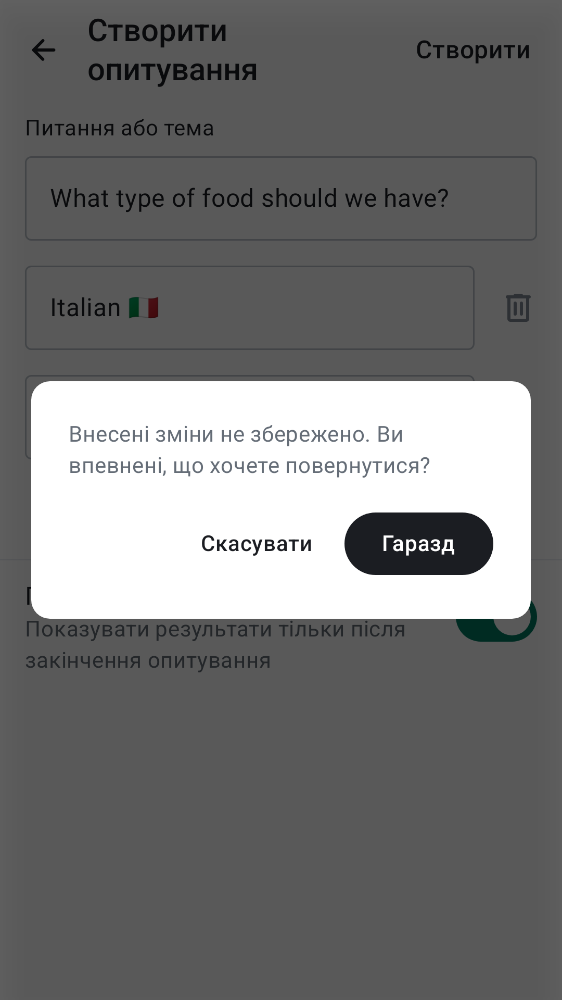 Створити
опитування
Створити
Питання або тема
What type of food should we have?
Italian 🇮🇹
Внесені зміни не збережено. Ви
впевнені, що хочете повернутися?
Скасувати
Гаразд
Показувати результати тільки після
закінчення опитування